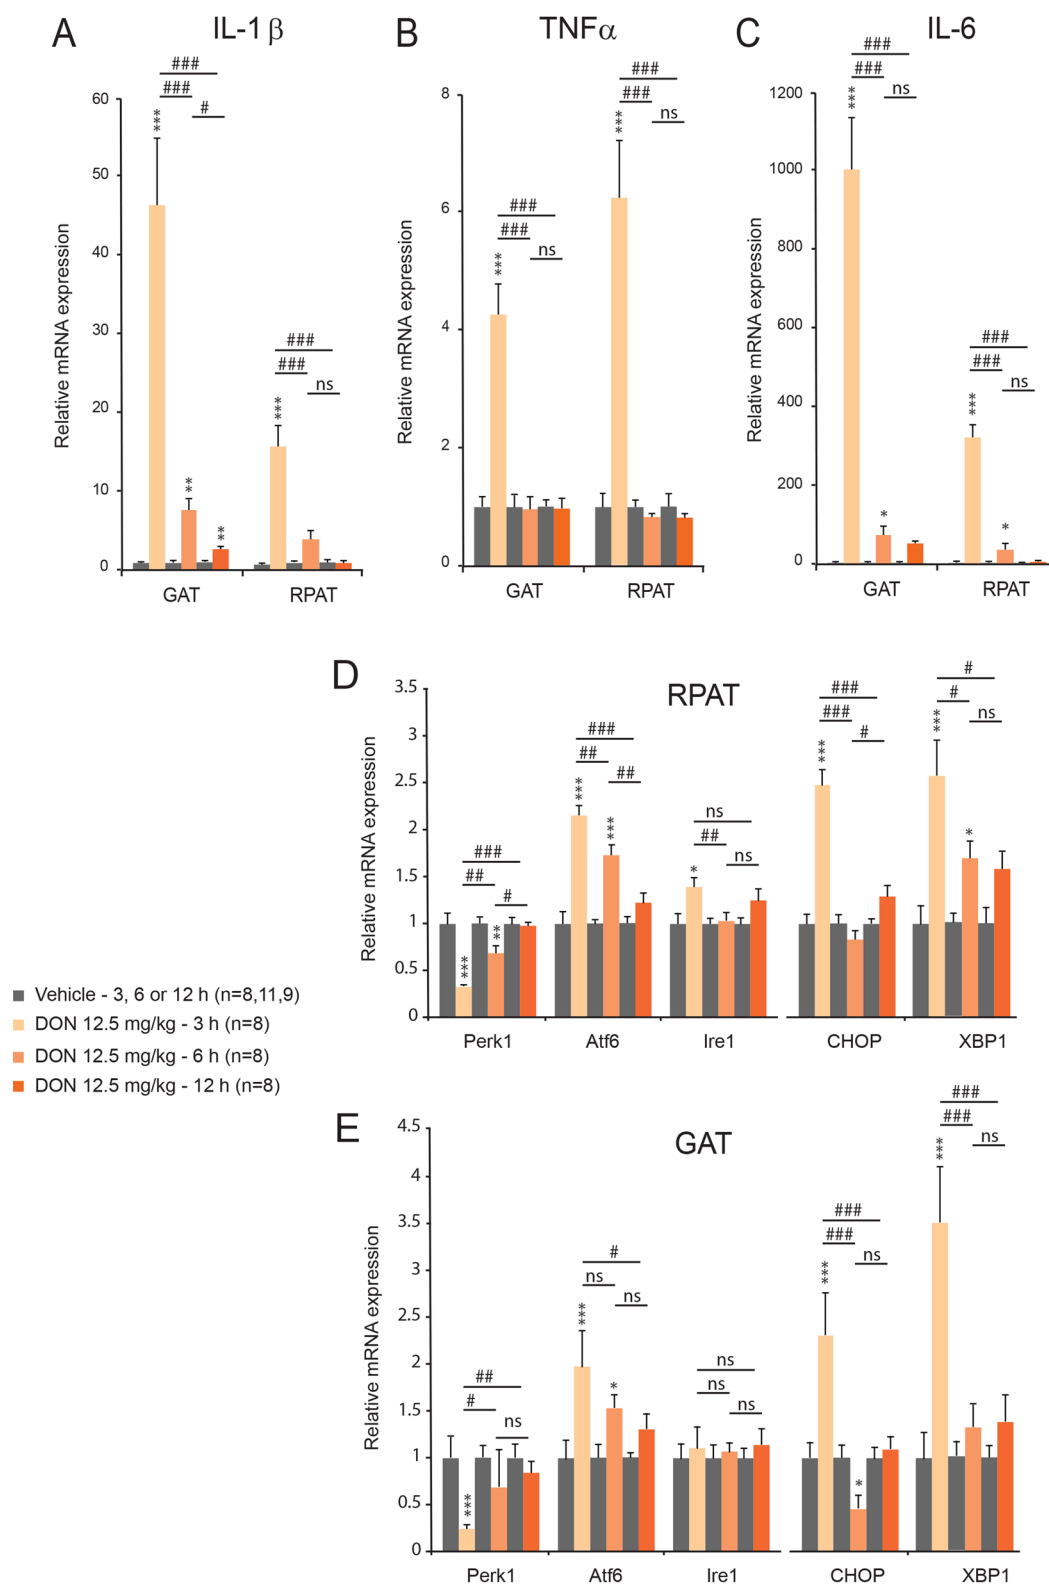 A IL-1 β
Relative mRNA expression
60
50
40
30
20
10
0
###
###
#
***
**
**
###
###
ns
***
GAT RPAT
B TNFα
Relative mRNA expression
8
6
4
2
0
###
###
ns
***
###
###
ns
***
GAT RPAT
C IL-6
Relative mRNA expression
1200
1000
800
600
400
200
0
###
###
ns
***
*
###
###
ns
***
*
GAT RPAT
D RPAT
Relative mRNA expression
3.5
3
2.5
2
1.5
1
0.5
0
###
##
#
***
**
###
##
##
***
***
ns
##
ns
*
###
###
#
***
#
#
ns
***
*
Perk1 Atf6 Ire1 CHOP XBP1
Vehicle - 3, 6 or 12 h (n=8,11,9)
DON 12.5 mg/kg - 3 h (n=8)
DON 12.5 mg/kg - 6 h (n=8)
DON 12.5 mg/kg - 12 h (n=8)
E GAT
Relative mRNA expression
4.5
4
3.5
3
2.5
2
1.5
1
0.5
0
##
#
ns
***
#
ns
ns
***
*
ns
ns
ns
###
###
ns
***
*
###
###
ns
***
Perk1 Atf6 Ire1 CHOP XBP1